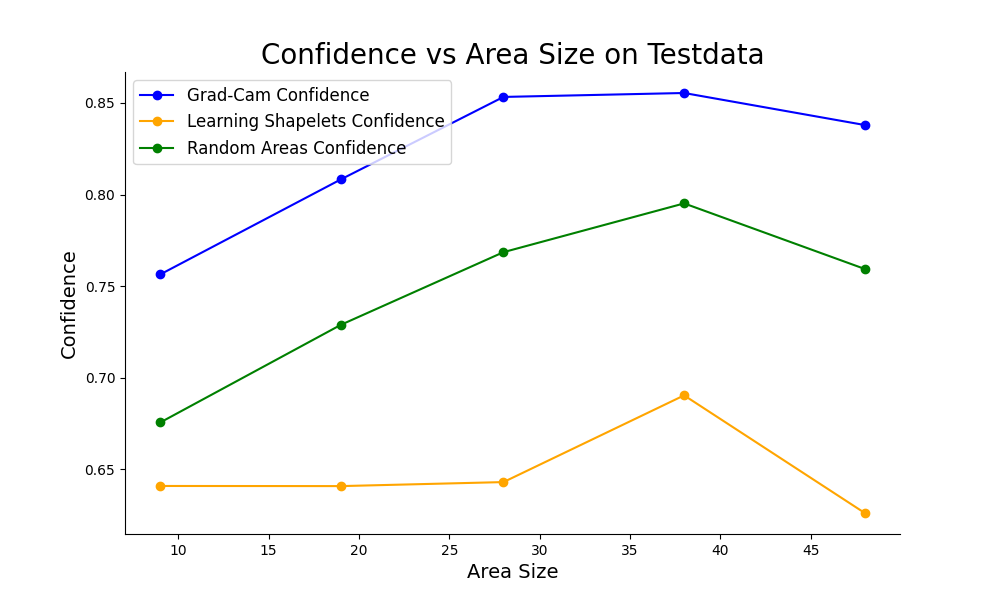 Confidence vs Area Size on Testdata
Grad-Cam Confidence
Learning Shapelets Confidence
Random Areas Confidence
Confidence
0.85
0.80
0.75
0.70
0.65
10 15 20 25 30 35 40 45
Area Size